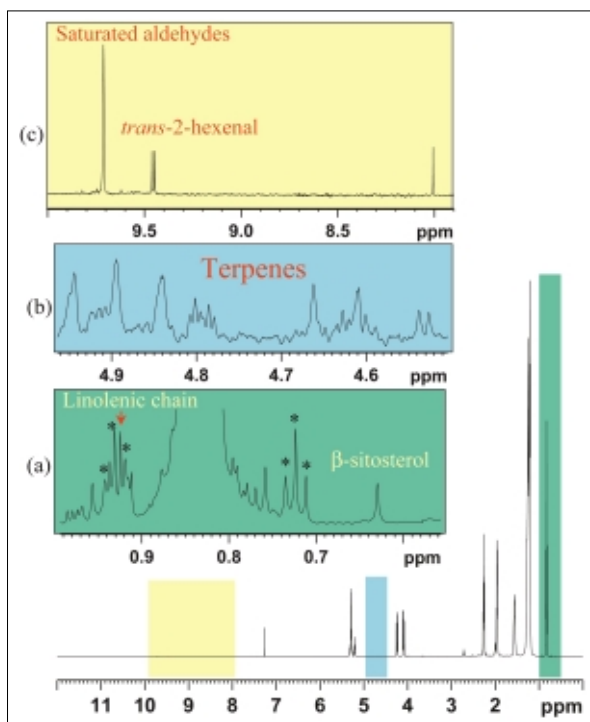 Saturated aldehydes
(c)
trans-2-hexenal
9.5 9.0 8.5 ppm
Terpenes
(b)
4.9 4.8 4.7 4.6 ppm
Linolenic chain
* * * * * *
(a)
β-sitosterol
0.9 0.8 0.7 ppm
11 10 9 8 7 6 5 4 3 2 1 ppm